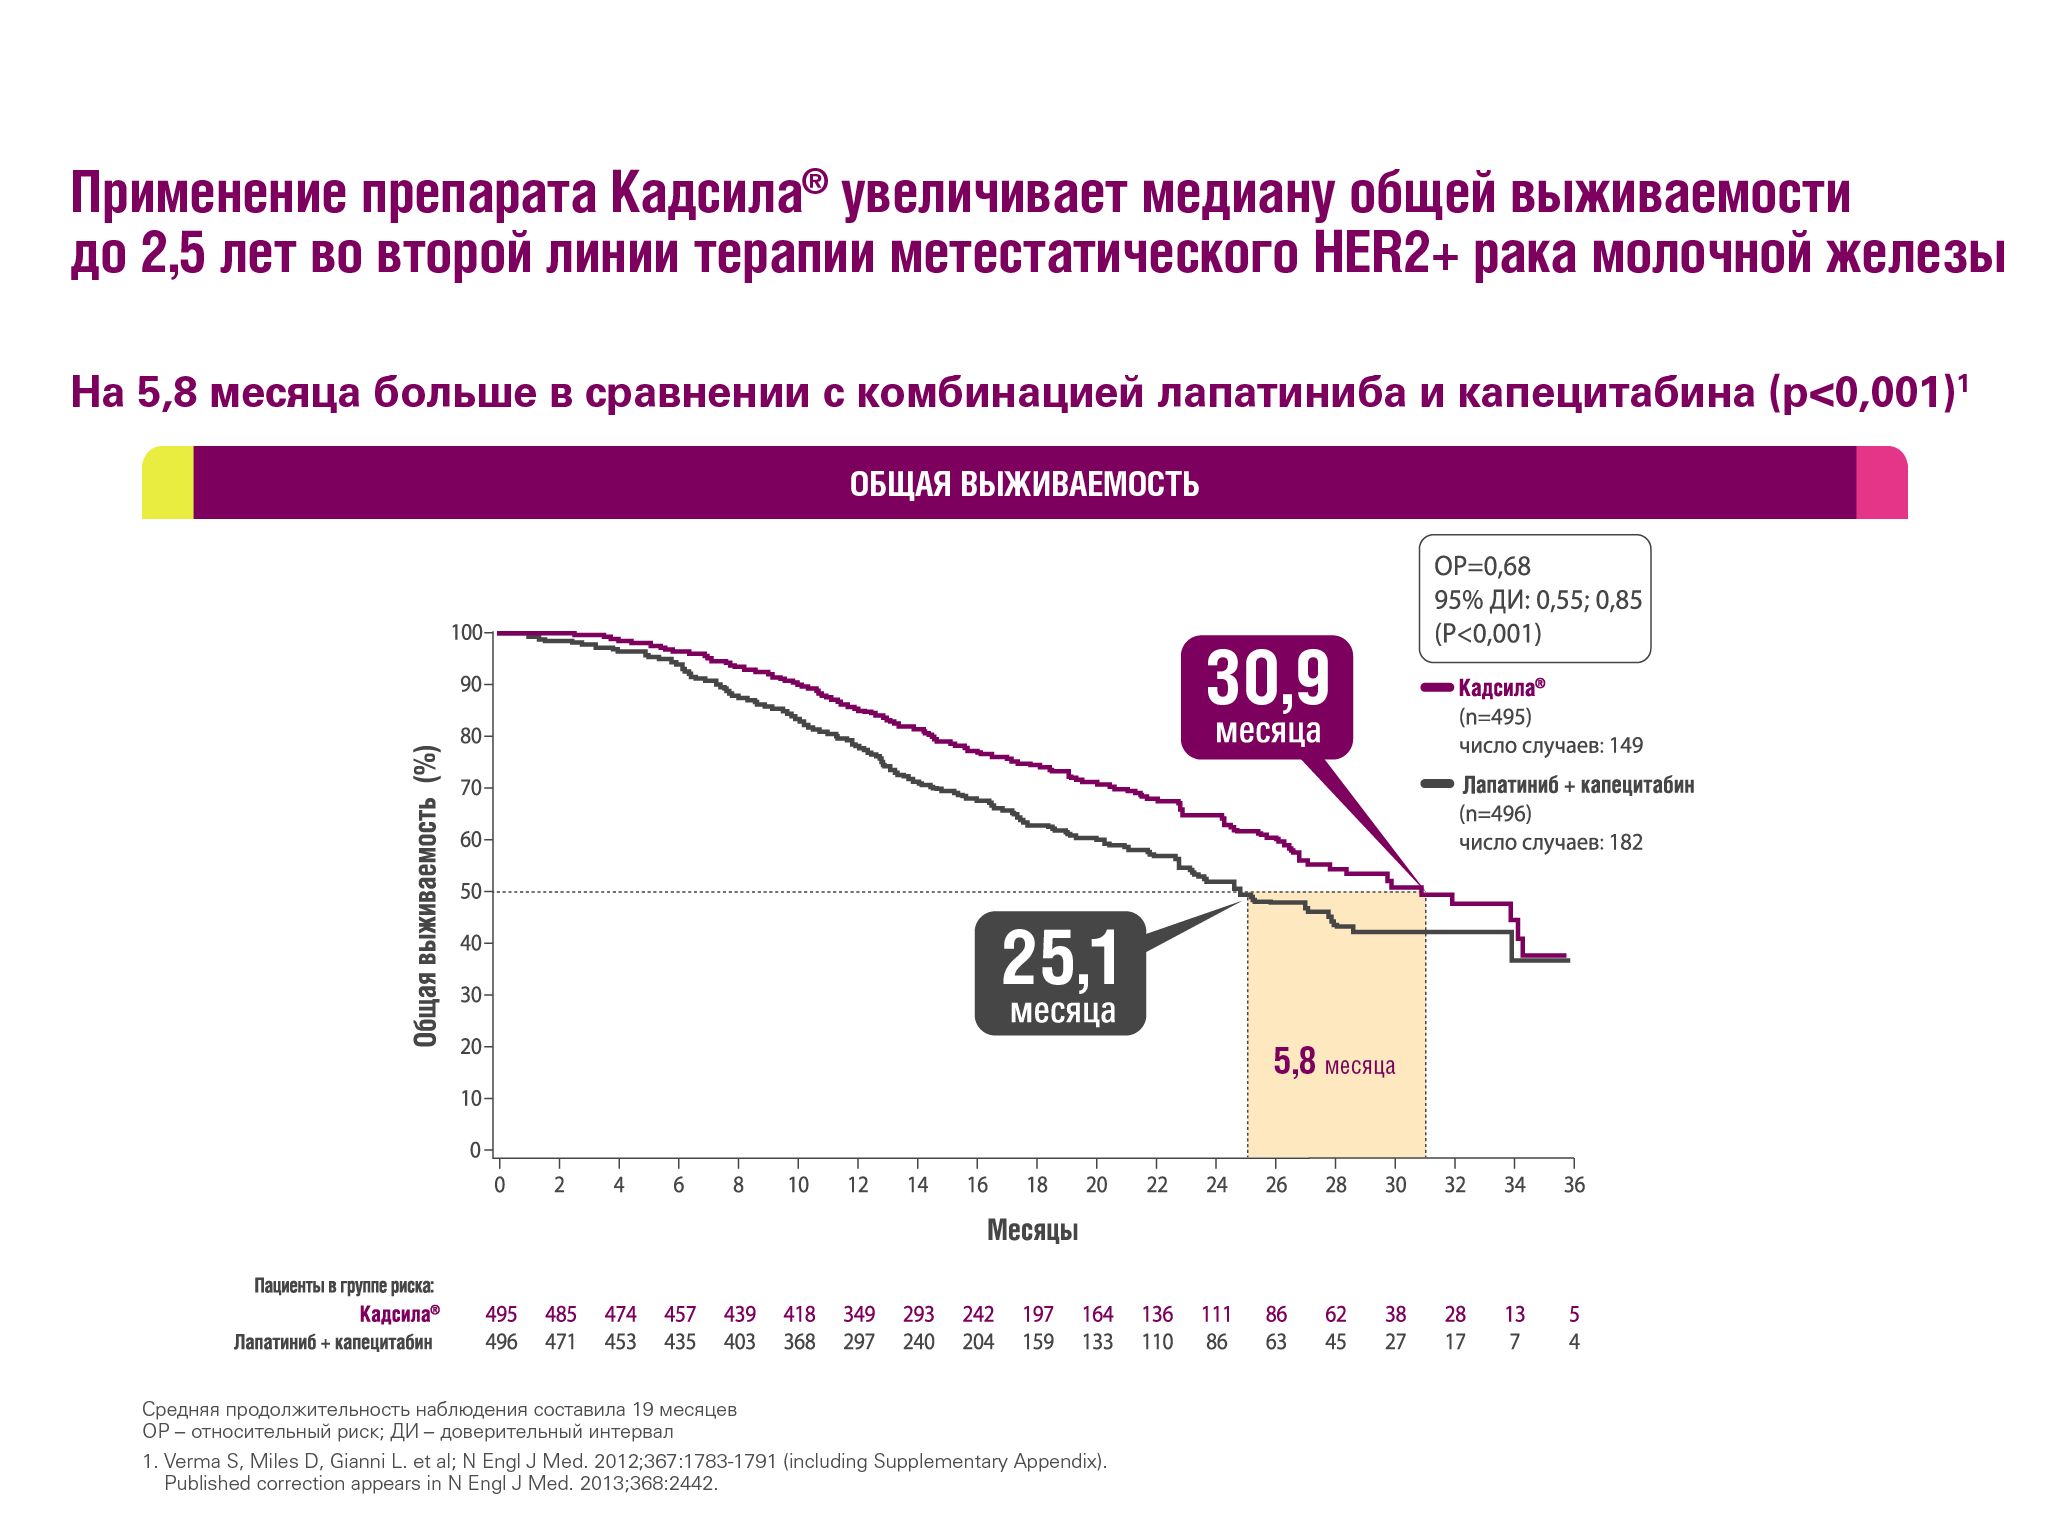 Применение препарата Кадсила® увеличивает медиану общей выживаемости
до 2,5 лет во второй линии терапии метестатического HER2+ рака молочной железы
На 5,8 месяца больше в сравнении с комбинацией лапатиниба и капецитабина (p<0,001)¹
ОБЩАЯ ВЫЖИВАЕМОСТЬ
ОР=0,68
95% ДИ: 0,55; 0,85
(P<0,001)
Кадсила®
(n=495)
число случаев: 149
Лапатиниб + капецитабин
(n=496)
число случаев: 182
30,9
месяца
25,1
месяца
5,8 месяца
Общая выживаемость (%)
100
90
80
70
60
50
40
30
20
10
0
0 2 4 6 8 10 12 14 16 18 20 22 24 26 28 30 32 34 36
Месяцы
Пациенты в группе риска:
Кадсила® 495 485 474 457 439 418 349 293 242 197 164 136 111 86 62 38 28 13 5
Лапатиниб + капецитабин 496 471 453 435 403 368 297 240 204 159 133 110 86 63 45 27 17 7 4
Средняя продолжительность наблюдения составила 19 месяцев
ОР – относительный риск; ДИ – доверительный интервал
1. Verma S, Miles D, Gianni L. et al; N Engl J Med. 2012;367:1783-1791 (including Supplementary Appendix).
Published correction appears in N Engl J Med. 2013;368:2442.